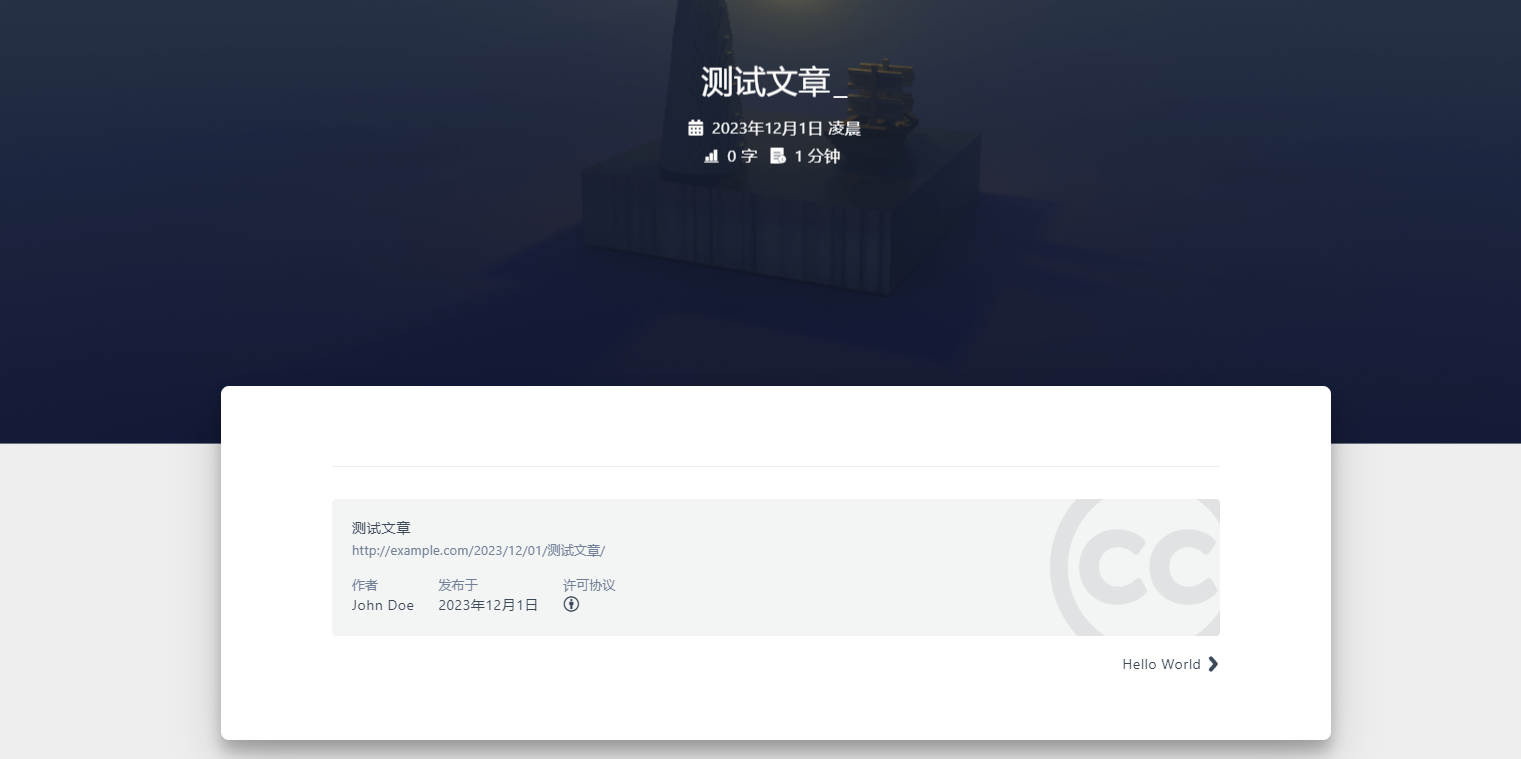 测试文章_
2023年12月1日 凌晨
0 字 1 分钟
测试文章
http://example.com/2023/12/01/测试文章/
作者 发布于 许可协议
John Doe 2023年12月1日
cc
Hello World